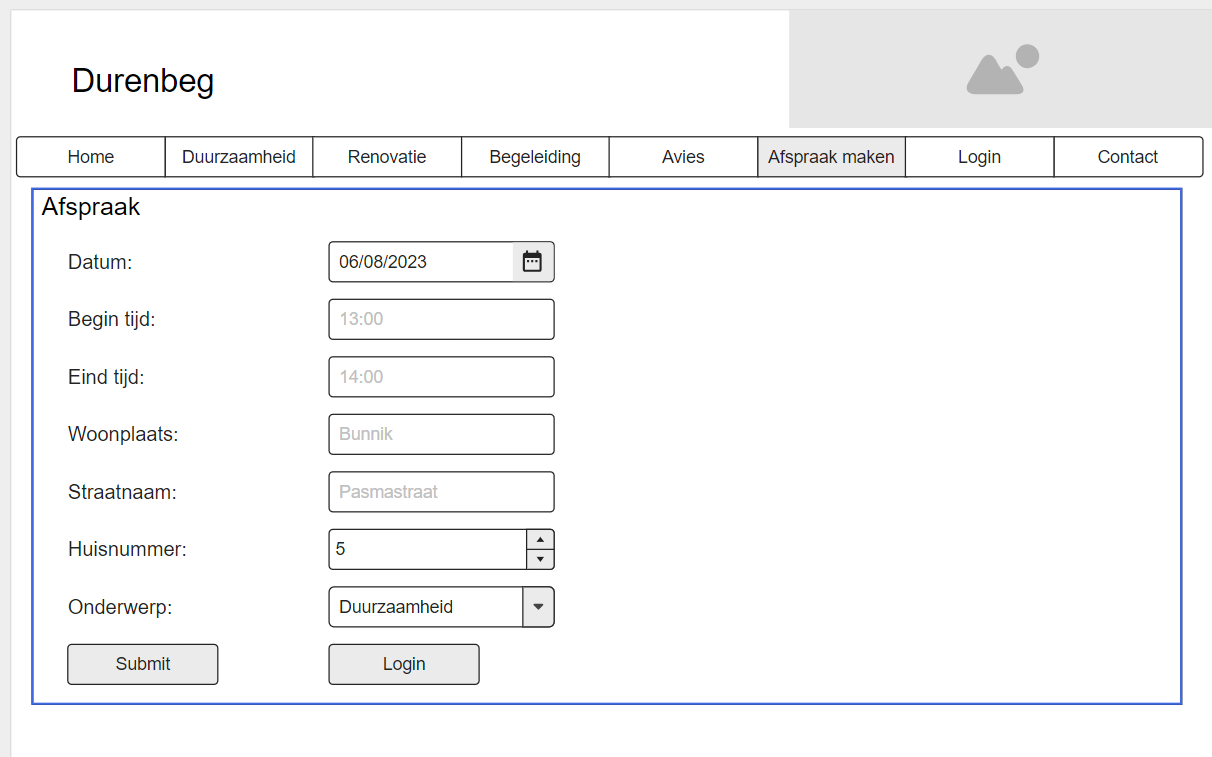 Durenbeg
Home Duurzaamheid Renovatie Begeleiding Avies Afspraak maken Login Contact
Afspraak
Datum: 06/08/2023
Begin tijd: 13:00
Eind tijd: 14:00
Woonplaats: Bunnik
Straatnaam: Pasmastraat
Huisnummer: 5
Onderwerp: Duurzaamheid
Submit Login